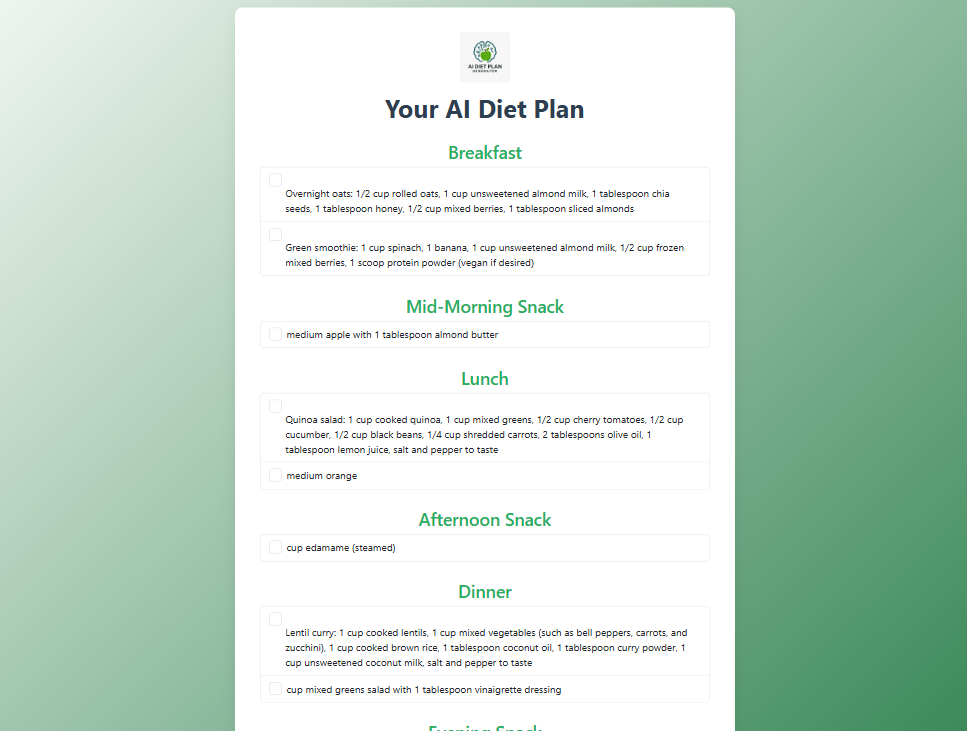 AI DIET PLAN
GENERATOR
Your AI Diet Plan
Breakfast
Overnight oats: 1/2 cup rolled oats, 1 cup unsweetened almond milk, 1 tablespoon chia
seeds, 1 tablespoon honey, 1/2 cup mixed berries, 1 tablespoon sliced almonds
Green smoothie: 1 cup spinach, 1 banana, 1 cup unsweetened almond milk, 1/2 cup frozen
mixed berries, 1 scoop protein powder (vegan if desired)
Mid-Morning Snack
medium apple with 1 tablespoon almond butter
Lunch
Quinoa salad: 1 cup cooked quinoa, 1 cup mixed greens, 1/2 cup cherry tomatoes, 1/2 cup
cucumber, 1/2 cup black beans, 1/4 cup shredded carrots, 2 tablespoons olive oil, 1
tablespoon lemon juice, salt and pepper to taste
medium orange
Afternoon Snack
cup edamame (steamed)
Dinner
Lentil curry: 1 cup cooked lentils, 1 cup mixed vegetables (such as bell peppers, carrots, and
zucchini), 1 cup cooked brown rice, 1 tablespoon coconut oil, 1 tablespoon curry powder, 1
cup unsweetened coconut milk, salt and pepper to taste
cup mixed greens salad with 1 tablespoon vinaigrette dressing
Evening Snack